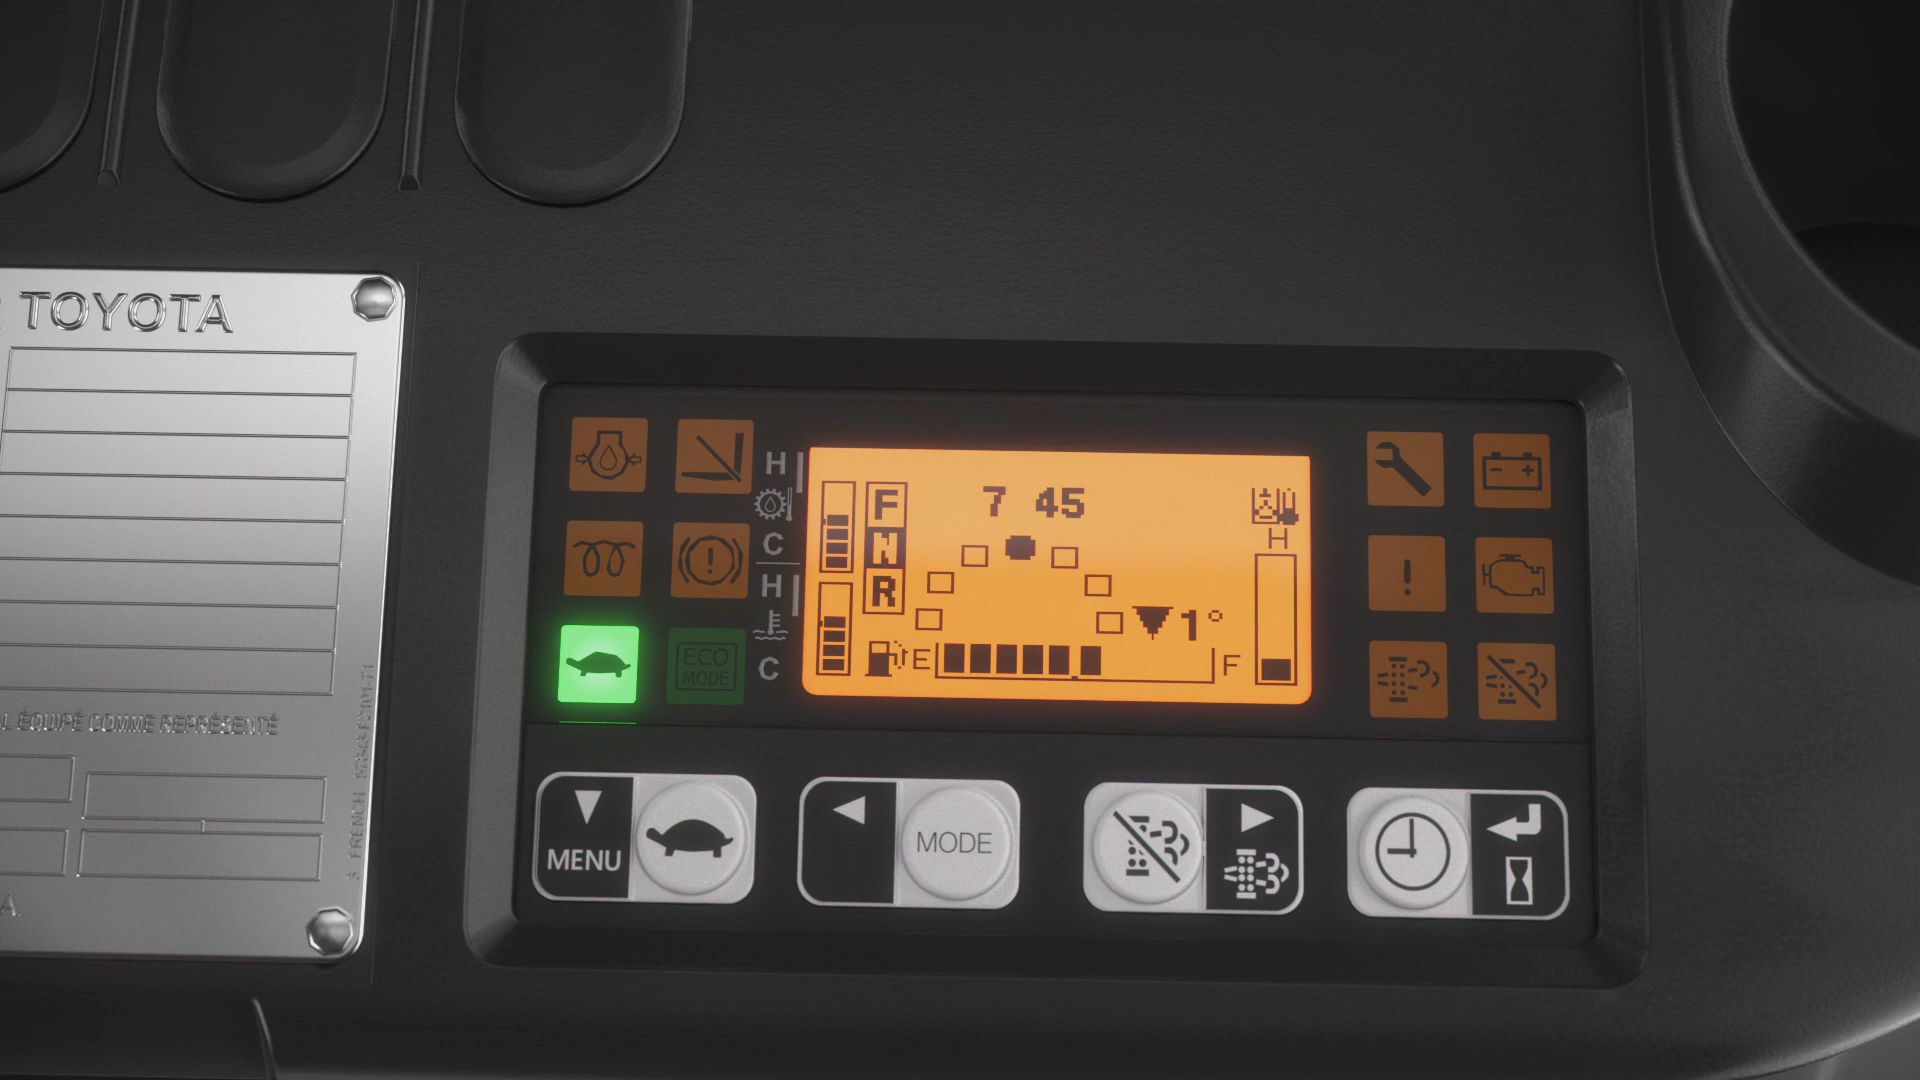 TOYOTA
L ÉQUIPÉ COMME REPRÉSENTÉ
A.
H
C
H
C
ECO
MODE
F
N
R
7 45
H
1°
E
F
MENU
MODE